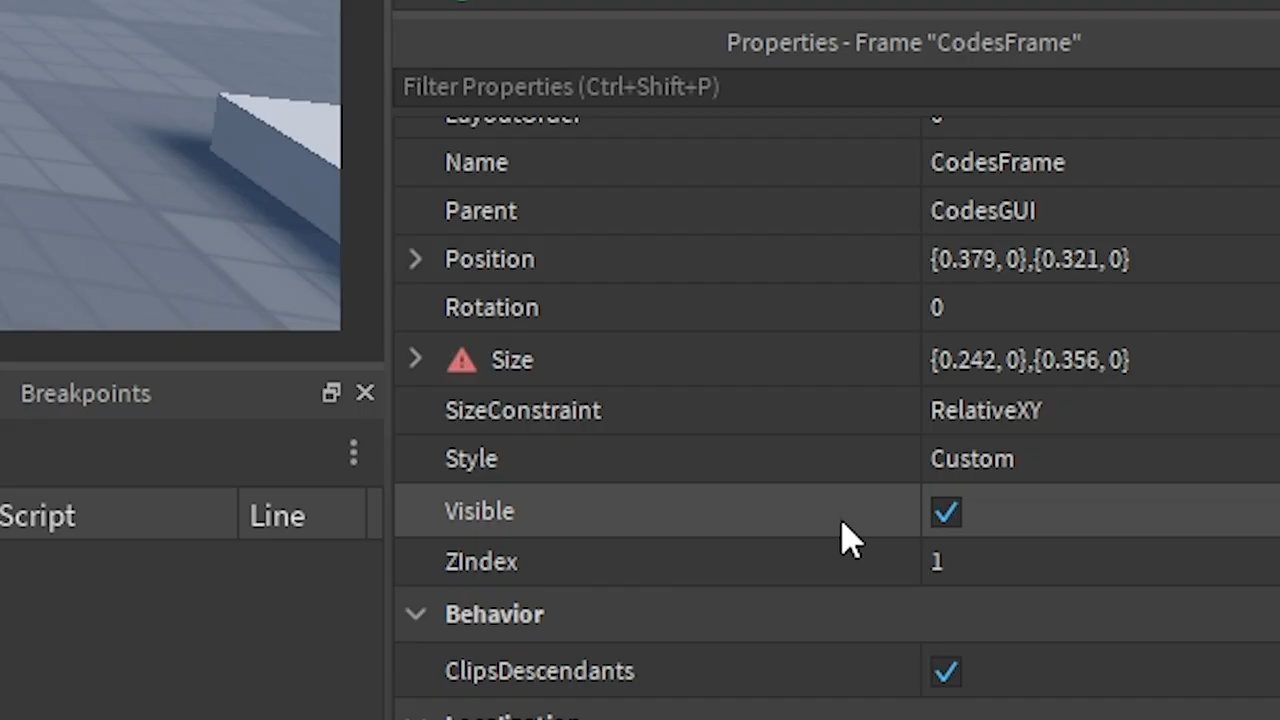 Properties - Frame "CodesFrame"
Filter Properties (Ctrl+Shift+P)
LayoutOrder 0
Name CodesFrame
Parent CodesGUI
Position {0.379, 0},{0.321, 0}
Rotation 0
Size {0.242, 0},{0.356, 0}
Breakpoints
SizeConstraint RelativeXY
Style Custom
Script Line
Visible
ZIndex 1
Behavior
ClipsDescendants